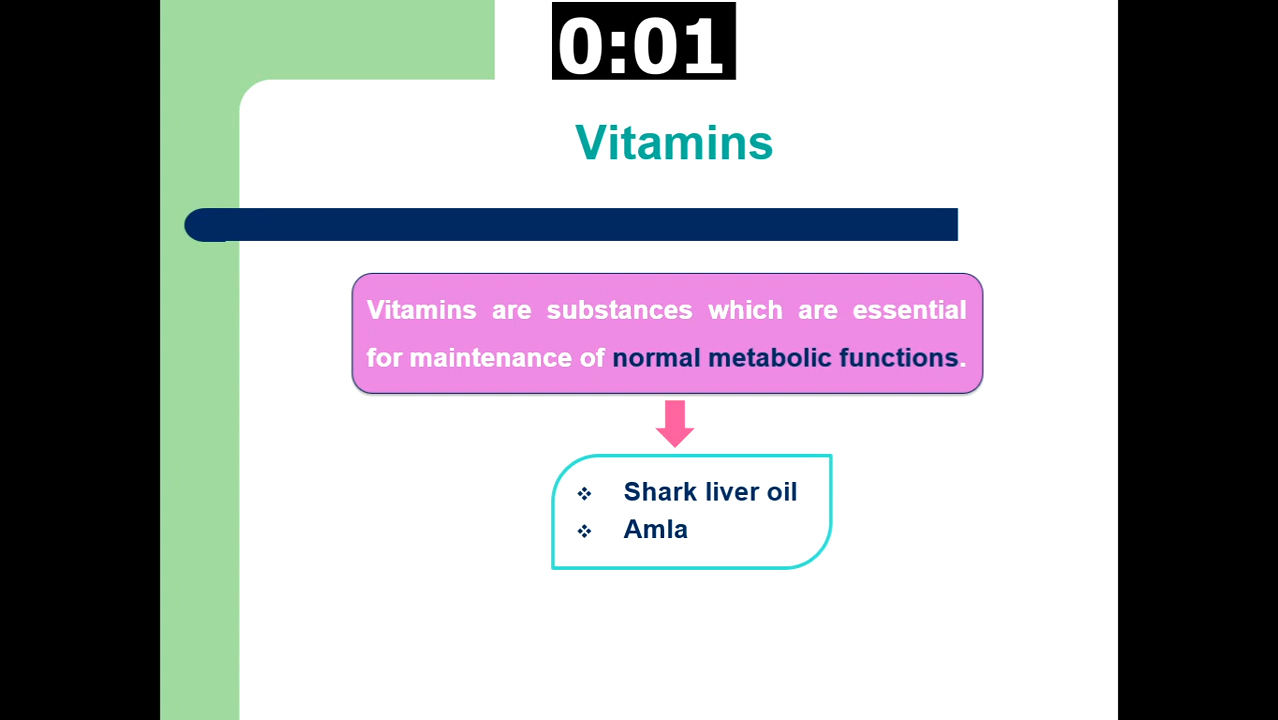 0:01
Vitamins
Vitamins are substances which are essential
for maintenance of normal metabolic functions.
❖ Shark liver oil
❖ Amla